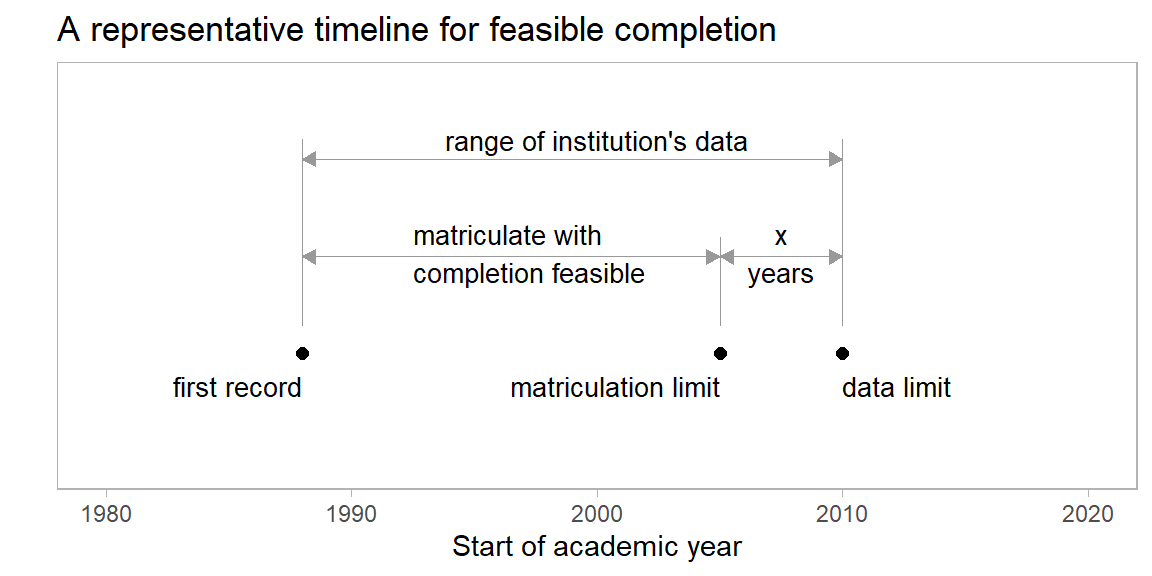 A representative timeline for feasible completion
range of institution's data
matriculate with
completion feasible
x
years
first record
matriculation limit
data limit
1980
1990
2000
2010
2020
Start of academic year